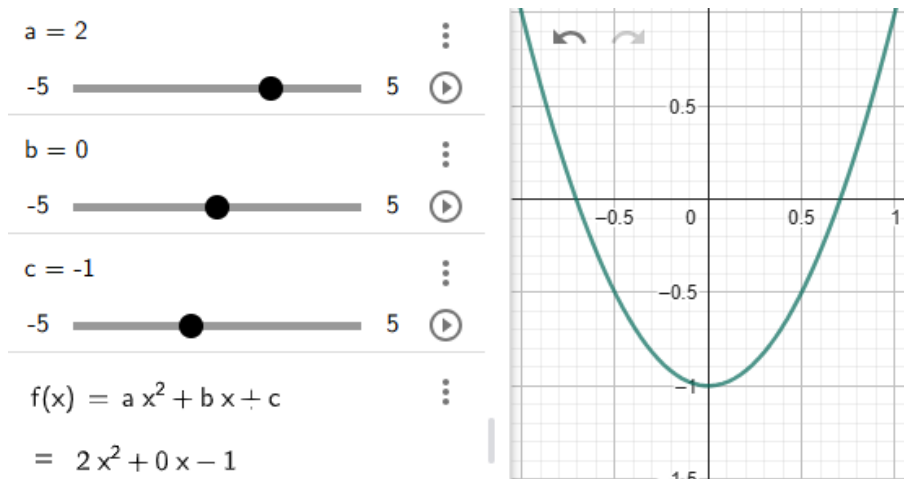 a = 2
-5 5
b = 0
-5 5
c = -1
-5 5
f(x) = a x² + b x + c
= 2 x² + 0 x − 1
0.5
−0.5 0 0.5 1
−0.5
−1